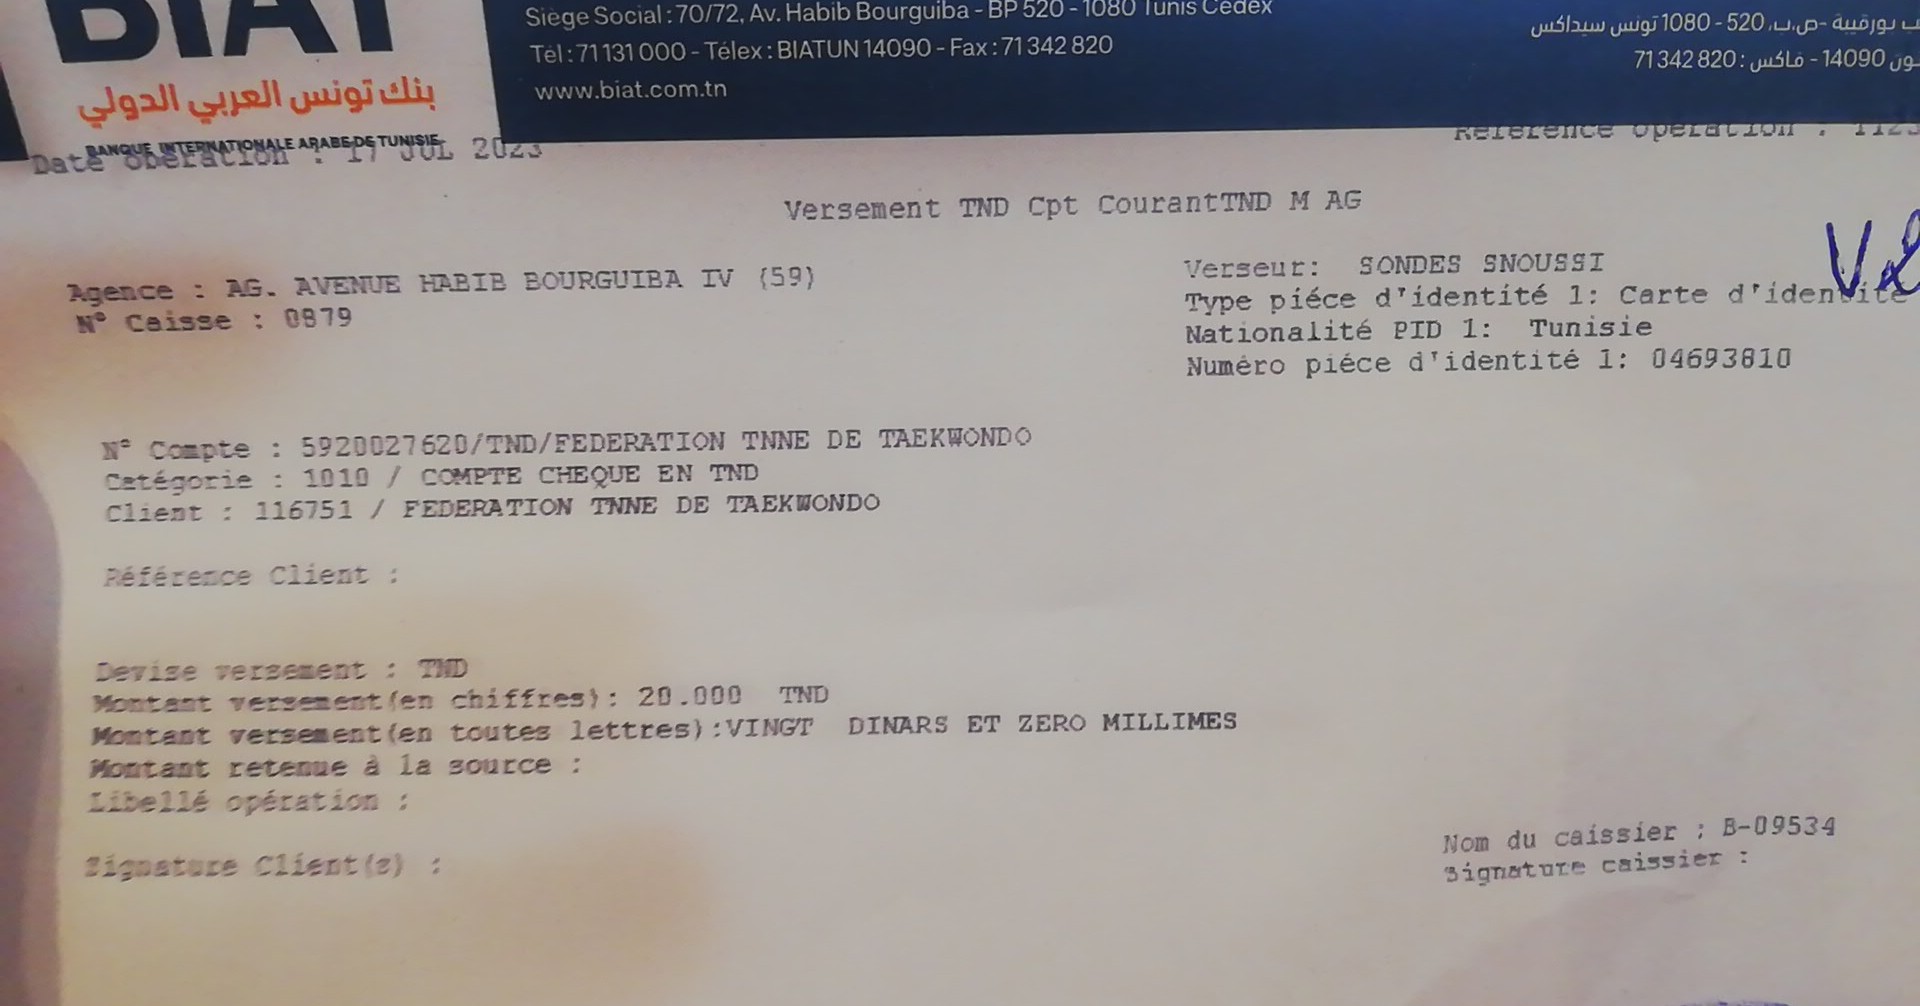 BIAT
بنك تونس العربي الدولي
BANQUE INTERNATIONALE ARABE DE TUNISIE
Siège Social : 70/72, Av. Habib Bourguiba - BP 520 - 1080 Tunis Cedex
Tél : 71 131 000 - Télex : BIATUN 14090 - Fax : 71 342 820
www.biat.com.tn
ب بورقيبة -ص.ب، 520 - 1080 تونس سيداكس
ون 14090 - فاكس : 71 342 820
Date opération : 17 JUL 2023
Référence opération : 1123
Versement TND Cpt CourantTND M AG
Agence : AG. AVENUE HABIB BOURGUIBA IV (59)
N° Caisse : 0879
Verseur: SONDES SNOUSSI
Type piéce d'identité 1: Carte d'identité
Nationalité PID 1: Tunisie
Numéro piéce d'identité 1: 04693810
N° Compte : 5920027620/TND/FEDERATION TNNE DE TAEKWONDO
Catégorie : 1010 / COMPTE CHEQUE EN TND
Client : 116751 / FEDERATION TNNE DE TAEKWONDO
Référence Client :
Devise versement : TND
Montant versement(en chiffres): 20.000 TND
Montant versement(en toutes lettres):VINGT DINARS ET ZERO MILLIMES
Montant retenue à la source :
Libellé opération :
Signature Client(s) :
Nom du caissier : B-09534
Signature caissier :